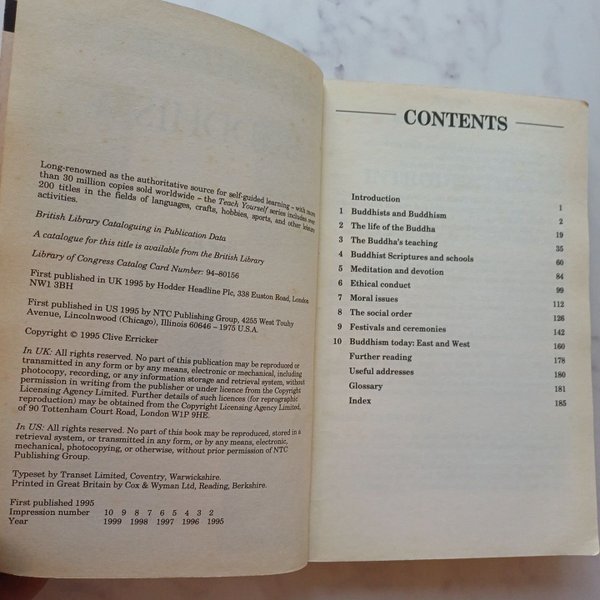 Long-renowned as the authoritative source for self-guided learning – with more
than 30 million copies sold worldwide – the Teach Yourself series includes over
200 titles in the fields of languages, crafts, hobbies, sports, and other leisure
activities.
British Library Cataloguing in Publication Data
A catalogue for this title is available from the British Library
Library of Congress Catalog Card Number: 94-80156
First published in UK 1995 by Hodder Headline Plc, 338 Euston Road, London
NW1 3BH
First published in US 1995 by NTC Publishing Group, 4255 West Touhy
Avenue, Lincolnwood (Chicago), Illinois 60646 – 1975 U.S.A.
Copyright © 1995 Clive Erricker
In UK: All rights reserved. No part of this publication may be reproduced or
transmitted in any form or by any means, electronic or mechanical, including
photocopy, recording, or any information storage and retrieval system, without
permission in writing from the publisher or under licence from the Copyright
Licensing Agency Limited. Further details of such licences (for reprographic
reproduction) may be obtained from the Copyright Licensing Agency Limited,
of 90 Tottenham Court Road, London W1P 9HE.
In US: All rights reserved. No part of this book may be reproduced, stored in a
retrieval system, or transmitted in any form, or by any means, electronic,
mechanical, photocopying, or otherwise, without prior permission of NTC
Publishing Group.
Typeset by Transet Limited, Coventry, Warwickshire.
Printed in Great Britain by Cox & Wyman Ltd, Reading, Berkshire.
First published 1995
Impression number 10 9 8 7 6 5 4 3 2
Year 1999 1998 1997 1996 1995
CONTENTS
Introduction 1
1 Buddhists and Buddhism 2
2 The life of the Buddha 19
3 The Buddha's teaching 35
4 Buddhist Scriptures and schools 60
5 Meditation and devotion 84
6 Ethical conduct 99
7 Moral issues 112
8 The social order 126
9 Festivals and ceremonies 142
10 Buddhism today: East and West 160
Further reading 178
Useful addresses 180
Glossary 181
Index 185